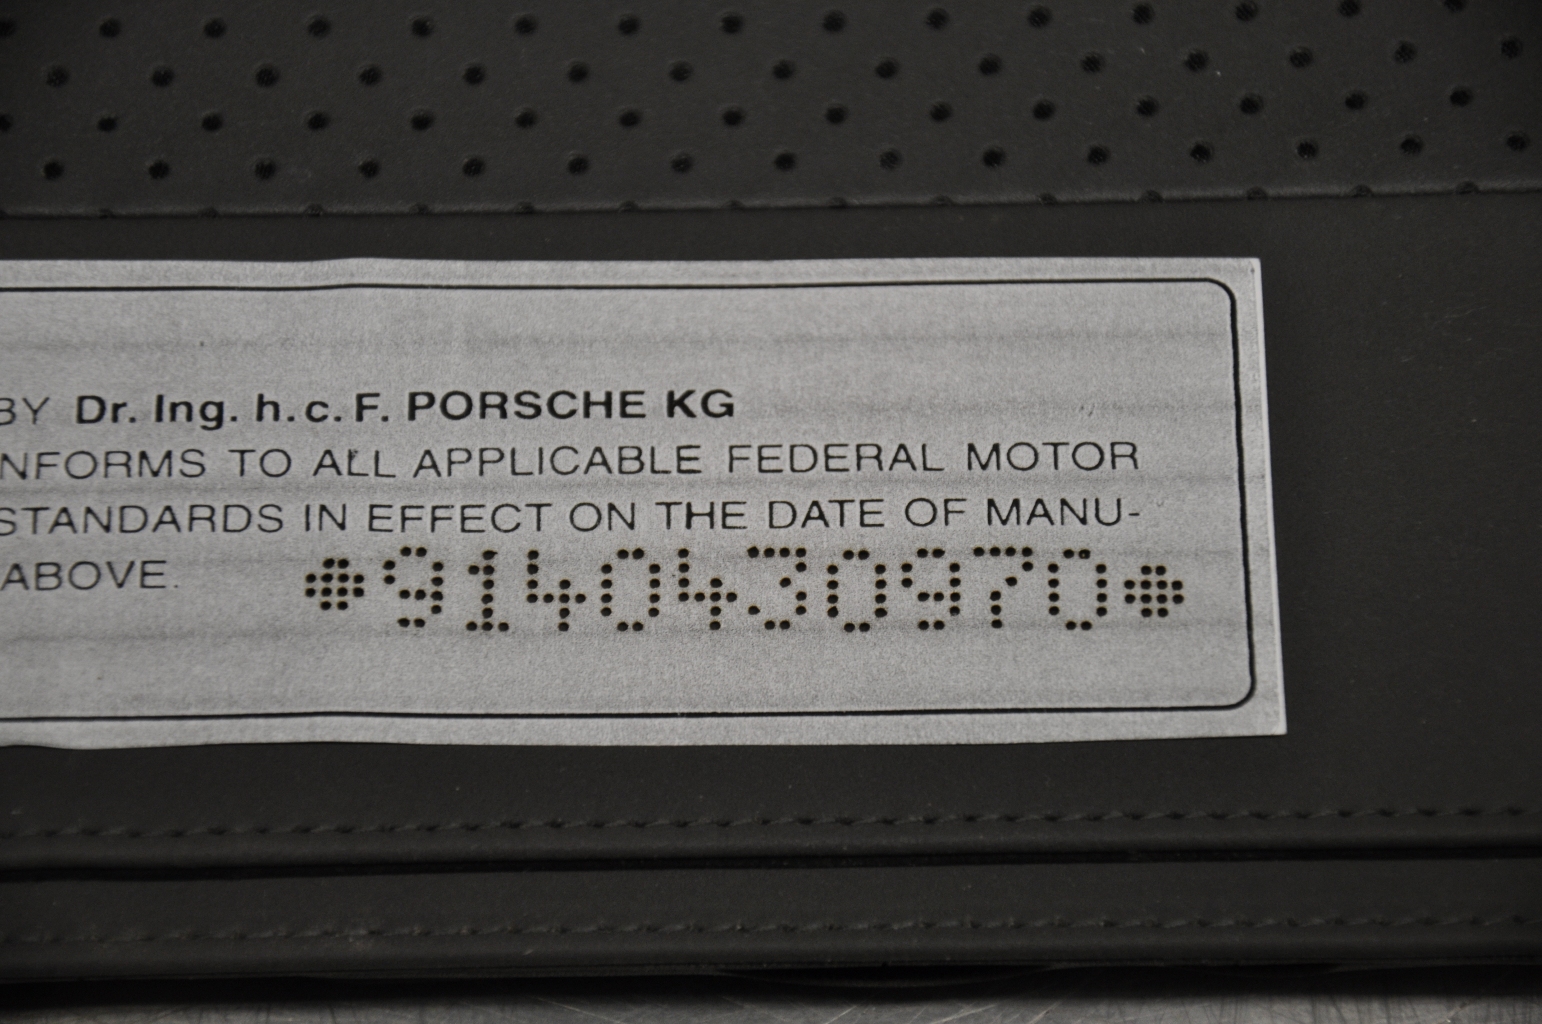 BY Dr. Ing. h.c. F. PORSCHE KG
NFORMS TO ALL APPLICABLE FEDERAL MOTOR
STANDARDS IN EFFECT ON THE DATE OF MANU-
ABOVE.
9140430970